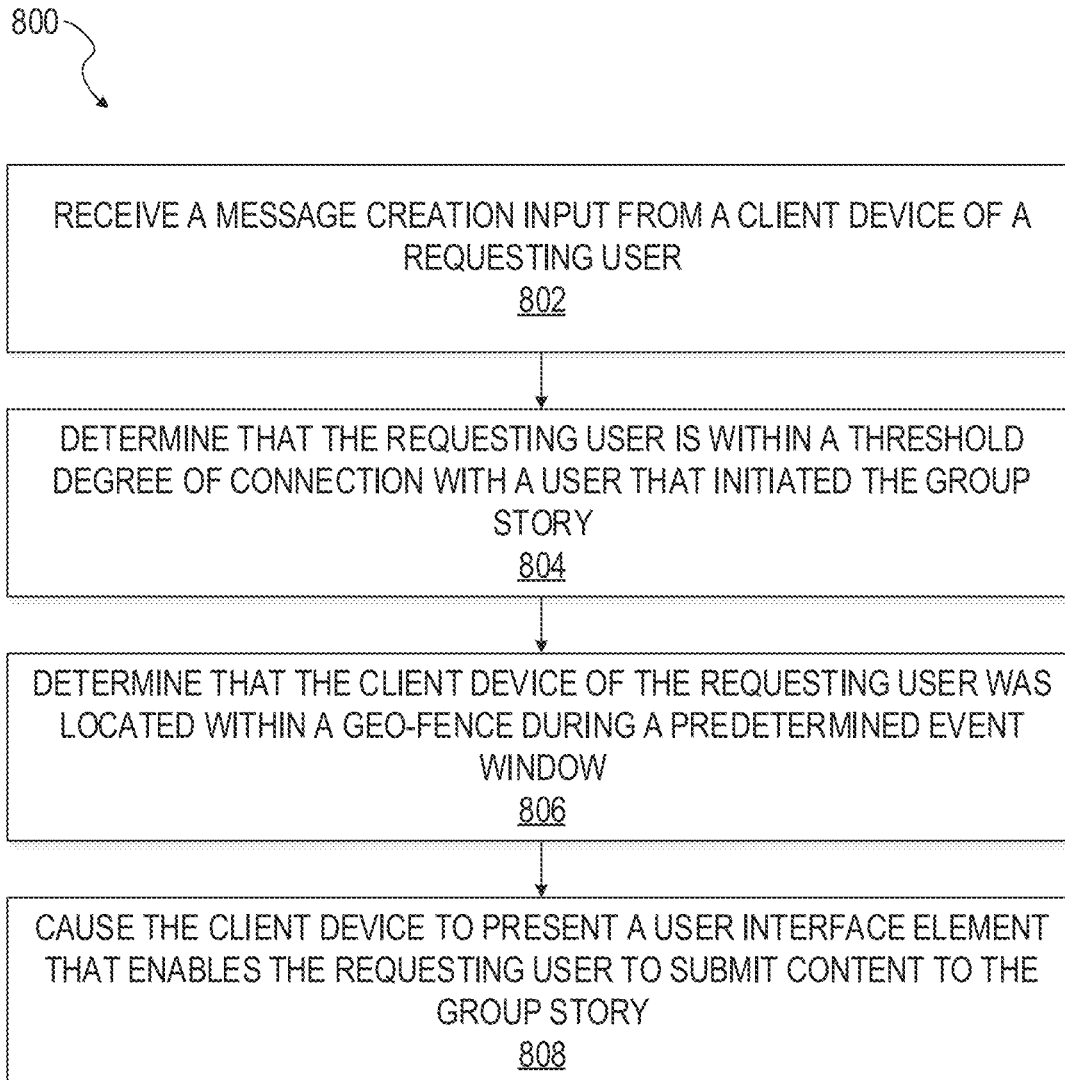 800
RECEIVE A MESSAGE CREATION INPUT FROM A CLIENT DEVICE OF A
REQUESTING USER
802
DETERMINE THAT THE REQUESTING USER IS WITHIN A THRESHOLD
DEGREE OF CONNECTION WITH A USER THAT INITIATED THE GROUP
STORY
804
DETERMINE THAT THE CLIENT DEVICE OF THE REQUESTING USER WAS
LOCATED WITHIN A GEO-FENCE DURING A PREDETERMINED EVENT
WINDOW
806
CAUSE THE CLIENT DEVICE TO PRESENT A USER INTERFACE ELEMENT
THAT ENABLES THE REQUESTING USER TO SUBMIT CONTENT TO THE
GROUP STORY
808